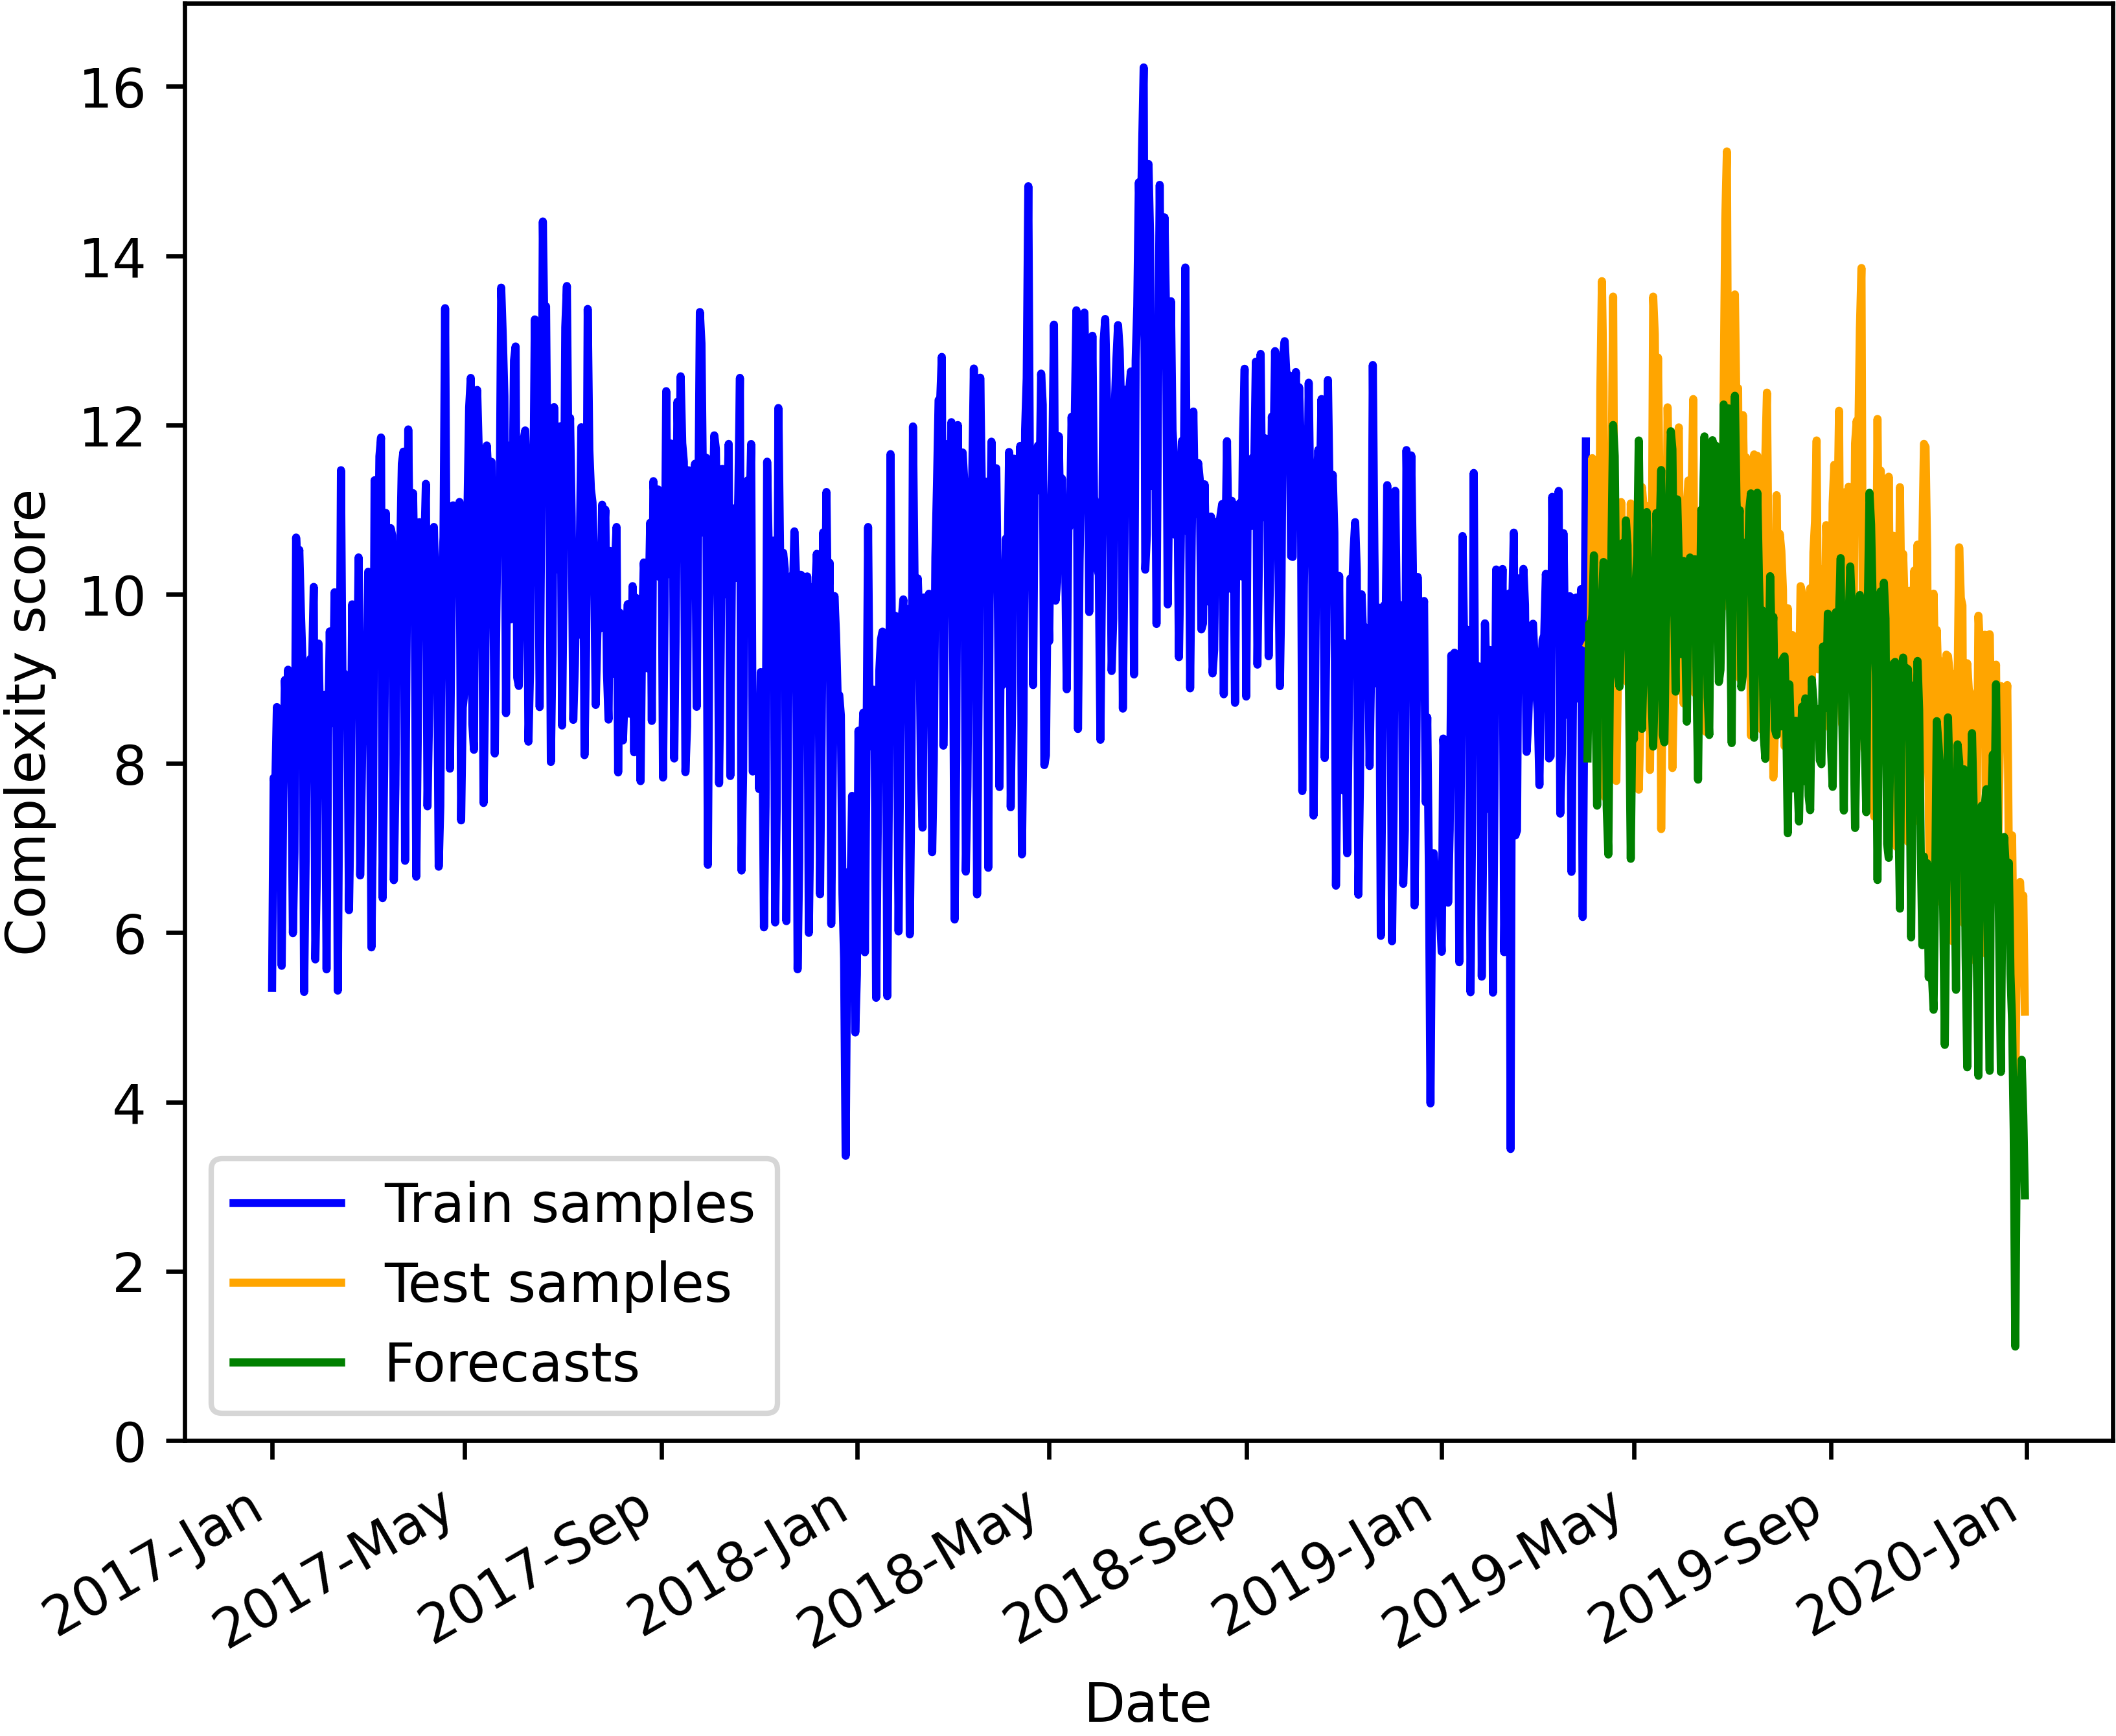 16
14
12
10
8
6
4
2
0
Complexity score
Train samples
Test samples
Forecasts
2017-Jan
2017-May
2017-Sep
2018-Jan
2018-May
2018-Sep
2019-Jan
2019-May
2019-Sep
2020-Jan
Date